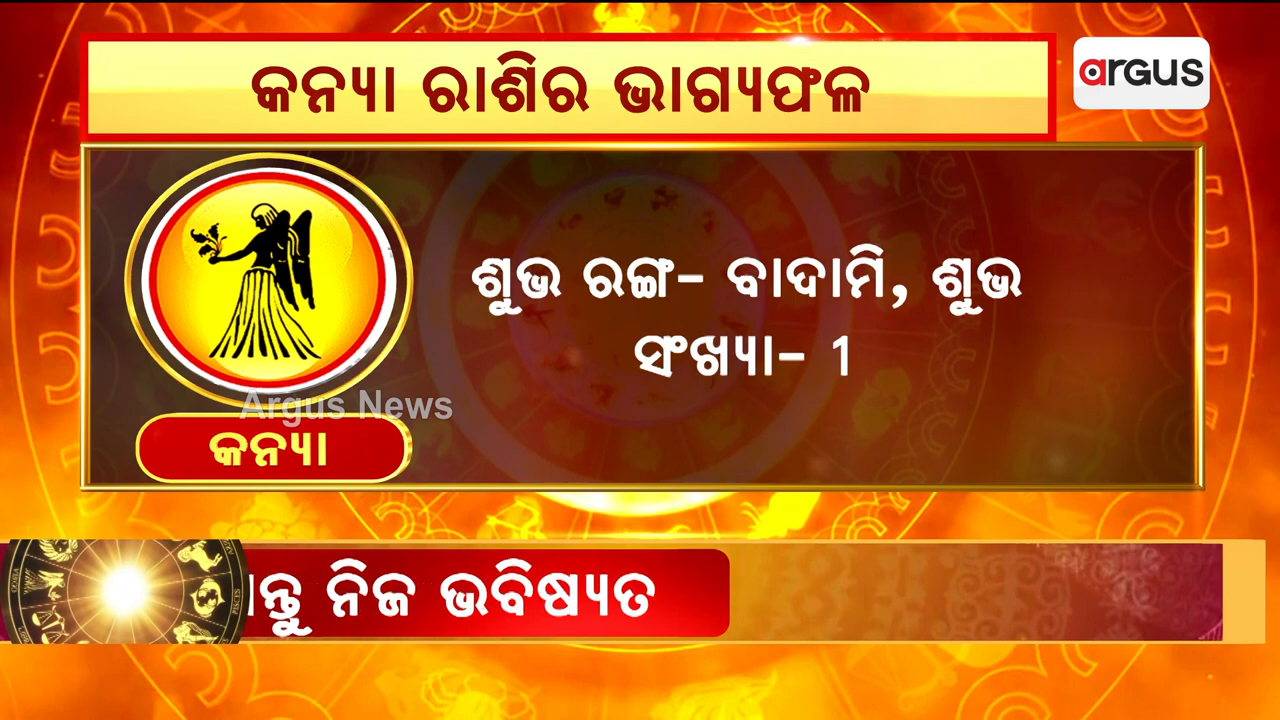 କନ୍ୟା ରାଶିର ଭାଗ୍ୟଫଳ
argus
ଶୁଭ ରଙ୍ଗ- ବାଦାମି, ଶୁଭ
ସଂଖ୍ୟା- 1
Argus News
କନ୍ୟା
ନିଜ ଭବିଷ୍ୟତ